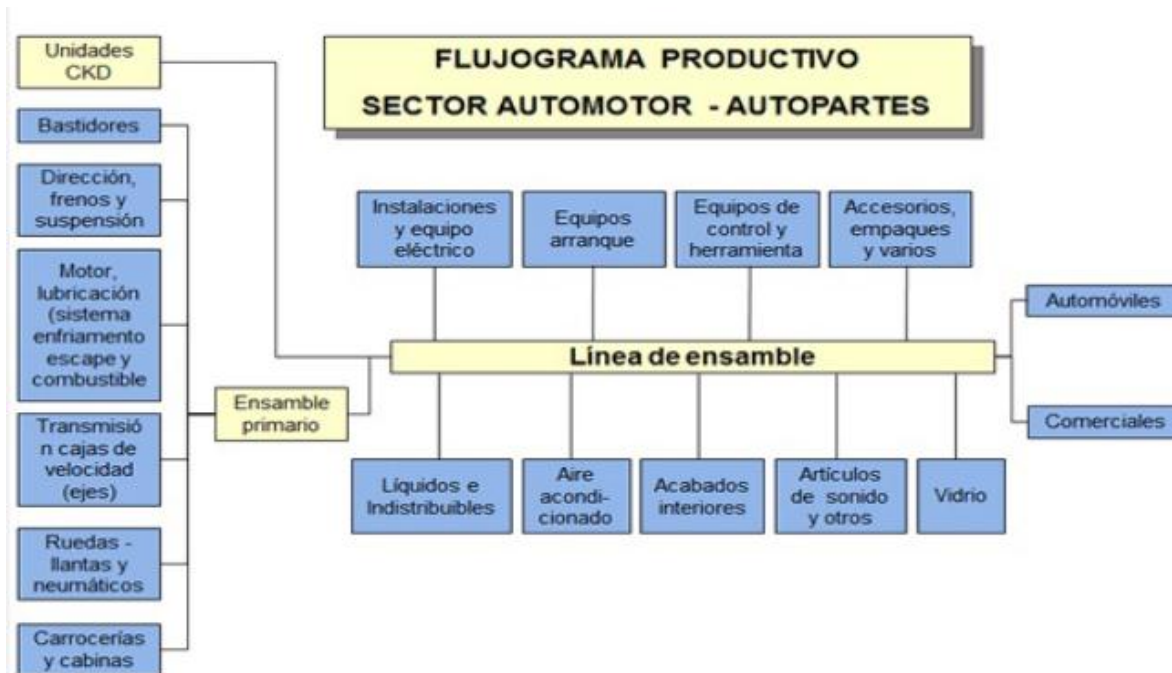 Unidades
CKD
FLUJOGRAMA PRODUCTIVO
SECTOR AUTOMOTOR - AUTOPARTES
Bastidores
Dirección,
frenos y
suspensión
Motor,
lubricación
(sistema
enfriamento
escape y
combustible
Transmisió
n cajas de
velocidad
(ejes)
Ruedas -
llantas y
neumáticos
Carrocerías
y cabinas
Ensamble
primario
Instalaciones
y equipo
eléctrico
Equipos
arranque
Equipos de
control y
herramienta
Accesorios,
empaques
y varios
Línea de ensamble
Líquidos e
Indistribuibles
Aire
acondi-
cionado
Acabados
interiores
Artículos
de sonido
y otros
Vidrio
Automóviles
Comerciales